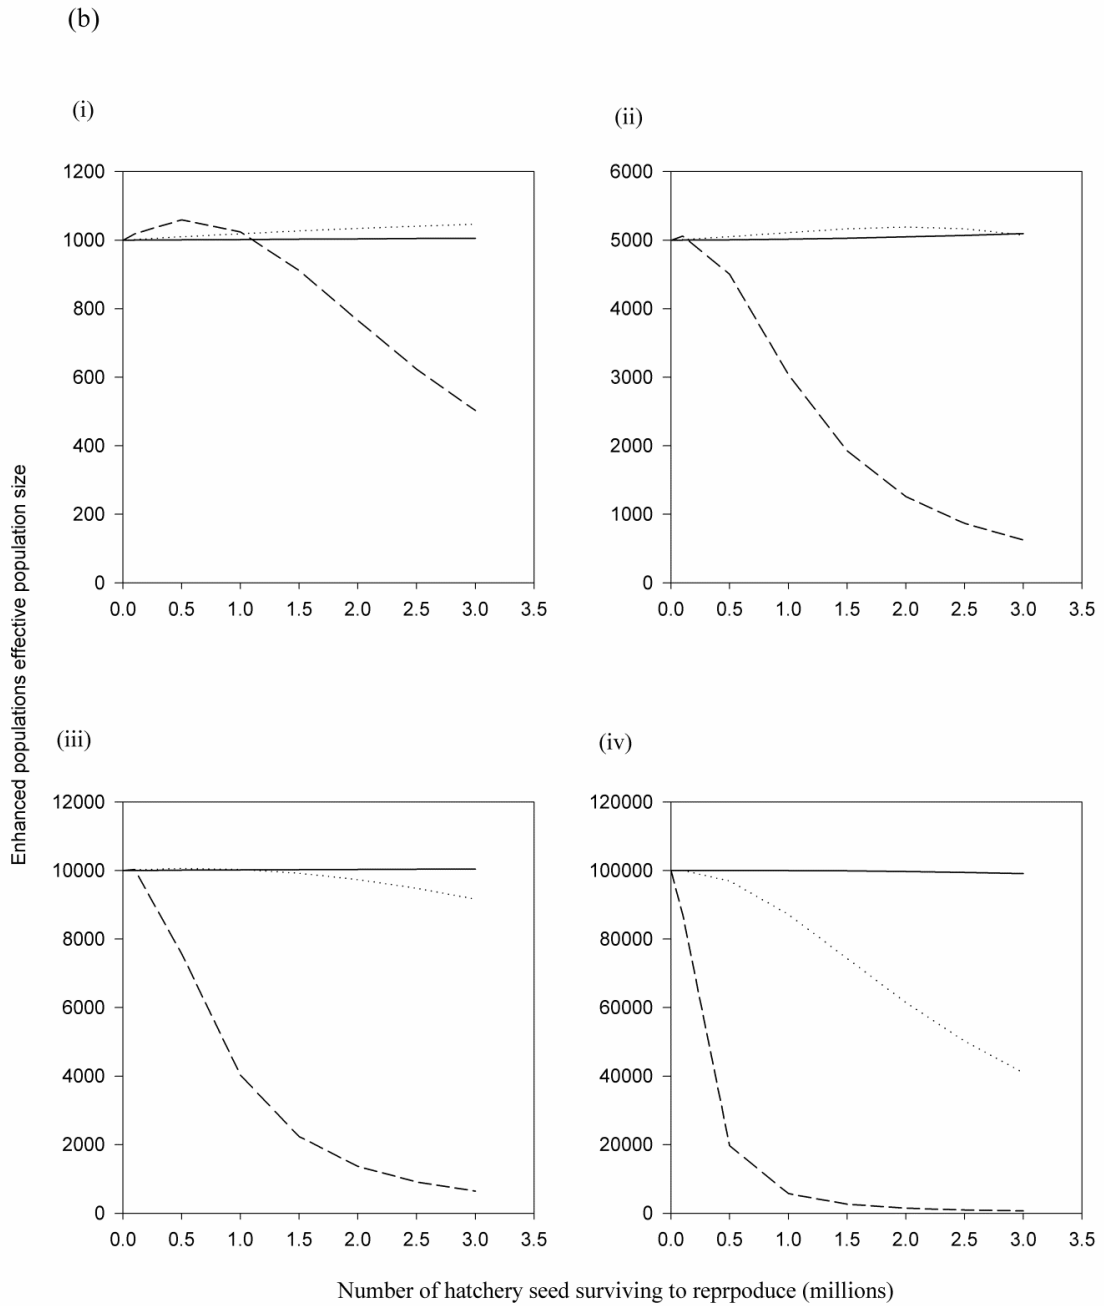 (b)
(i)
1200
1000
800
600
400
200
0
0.0 0.5 1.0 1.5 2.0 2.5 3.0 3.5
(ii)
6000
5000
4000
3000
2000
1000
0
0.0 0.5 1.0 1.5 2.0 2.5 3.0 3.5
Enhanced populations effective population size
(iii)
12000
10000
8000
6000
4000
2000
0
0.0 0.5 1.0 1.5 2.0 2.5 3.0 3.5
(iv)
120000
100000
80000
60000
40000
20000
0
0.0 0.5 1.0 1.5 2.0 2.5 3.0 3.5
Number of hatchery seed surviving to reprpoduce (millions)